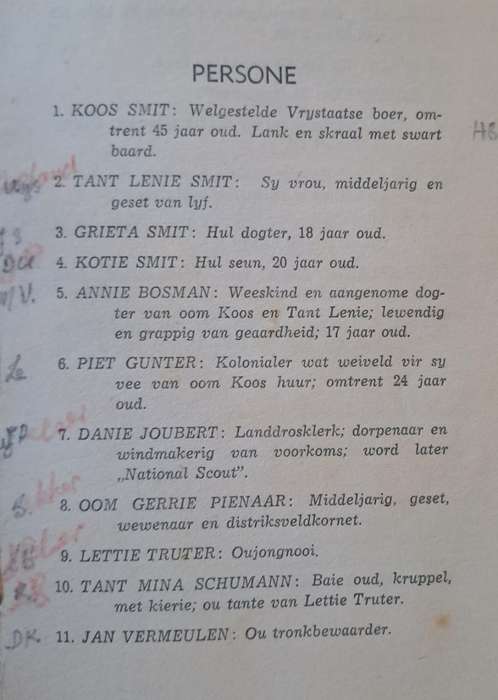 PERSONE
1. KOOS SMIT: Welgestelde Vrystaatse boer, om-
trent 45 jaar oud. Lank en skraal met swart
baard.
2. TANT LENIE SMIT: Sy vrou, middeljarig en
geset van lyf.
3. GRIETA SMIT: Hul dogter, 18 jaar oud.
4. KOTIE SMIT: Hul seun, 20 jaar oud.
5. ANNIE BOSMAN: Weeskind en aangenome dog-
ter van oom Koos en Tant Lenie; lewendig
en grappig van geaardheid; 17 jaar oud.
6. PIET GUNTER: Kolonialer wat weiveld vir sy
vee van oom Koos huur; omtrent 24 jaar
oud.
7. DANIE JOUBERT: Landdrosklerk; dorpenaar en
windmakerig van voorkoms; word later
„National Scout".
8. OOM GERRIE PIENAAR: Middeljarig, geset,
wewenaar en distriksveldkornet.
9. LETTIE TRUTER: Oujongnooi.
10. TANT MINA SCHUMANN: Baie oud, kruppel,
met kierie; ou tante van Lettie Truter.
DK. 11. JAN VERMEULEN: Ou tronkbewaarder.